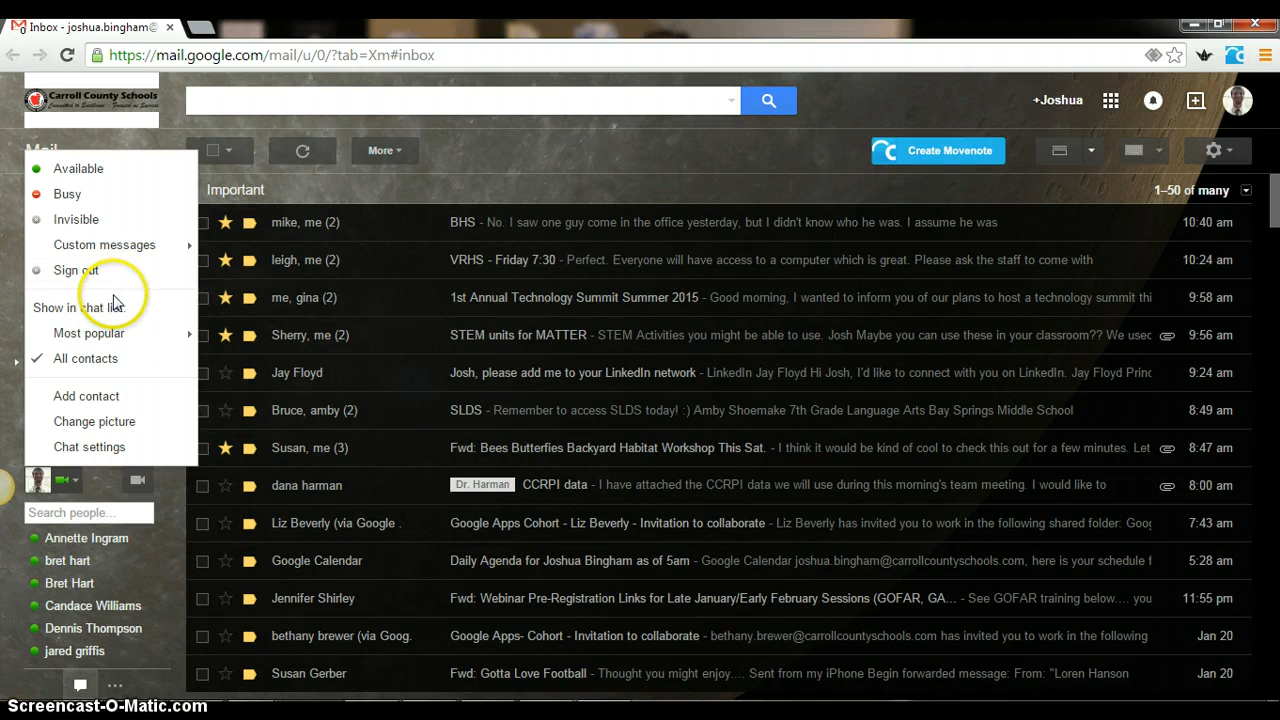 Inbox - joshua.bingham@
https://mail.google.com/mail/u/0/?tab=Xm#inbox
Carroll County Schools
Committed to Excellence - Focused on Success
+Joshua
Mail
More
Create Movenote
Important
1–50 of many
Available
Busy
Invisible
Custom messages
Sign out
Show in chat list:
Most popular
All contacts
Add contact
Change picture
Chat settings
Search people...
Annette Ingram
bret hart
Bret Hart
Candace Williams
Dennis Thompson
jared griffis
mike, me (2) BHS - No. I saw one guy come in the office yesterday, but I didn't know who he was. I assume he was 10:40 am
leigh, me (2) VRHS - Friday 7:30 - Perfect. Everyone will have access to a computer which is great. Please ask the staff to come with 10:24 am
me, gina (2) 1st Annual Technology Summit Summer 2015 - Good morning, I wanted to inform you of our plans to host a technology summit thi 9:58 am
Sherry, me (2) STEM units for MATTER - STEM Activities you might be able to use. Josh Maybe you can use these in your classroom?? We used 9:56 am
Jay Floyd Josh, please add me to your LinkedIn network - LinkedIn Jay Floyd Hi Josh, I'd like to connect with you on LinkedIn. Jay Floyd Princ 9:24 am
Bruce, amby (2) SLDS - Remember to access SLDS today! :) Amby Shoemake 7th Grade Language Arts Bay Springs Middle School 8:49 am
Susan, me (3) Fwd: Bees Butterfies Backyard Habitat Workshop This Sat. - I think it would be kind of cool to check this out for a few minutes. Let 8:47 am
dana harman Dr. Harman CCRPI data - I have attached the CCRPI data we will use during this morning's team meeting. I would like to 8:00 am
Liz Beverly (via Google . Google Apps Cohort - Liz Beverly - Invitation to collaborate - Liz Beverly has invited you to work in the following shared folder: Goog 7:43 am
Google Calendar Daily Agenda for Joshua Bingham as of 5am - Google Calendar joshua.bingham@carrollcountyschools.com, here is your schedule f 5:28 am
Jennifer Shirley Fwd: Webinar Pre-Registration Links for Late January/Early February Sessions (GOFAR, GA... - See GOFAR training below.... you 11:55 pm
bethany brewer (via Goog. Google Apps- Cohort - Invitation to collaborate - bethany.brewer@carrollcountyschools.com has invited you to work in the following Jan 20
Susan Gerber Fwd: Gotta Love Football - Thought you might enjoy.... Sent from my iPhone Begin forwarded message: From: "Loren Hanson Jan 20
Screencast-O-Matic.com